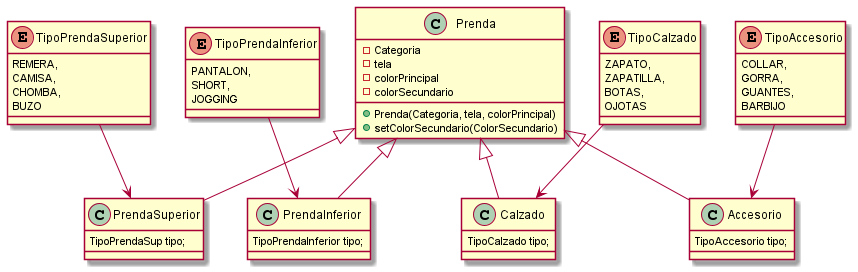 E TipoPrendaSuperior
REMERA,
CAMISA,
CHOMBA,
BUZO
E TipoPrendaInferior
PANTALON,
SHORT,
JOGGING
C Prenda
Categoria
tela
colorPrincipal
colorSecundario
Prenda(Categoria, tela, colorPrincipal)
setColorSecundario(ColorSecundario)
E TipoCalzado
ZAPATO,
ZAPATILLA,
BOTAS,
OJOTAS
E TipoAccesorio
COLLAR,
GORRA,
GUANTES,
BARBIJO
C PrendaSuperior
TipoPrendaSup tipo;
C PrendaInferior
TipoPrendaInferior tipo;
C Calzado
TipoCalzado tipo;
C Accesorio
TipoAccesorio tipo;